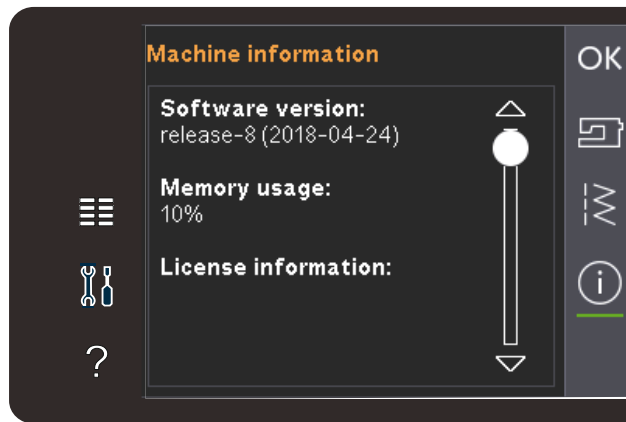 Machine information
OK
Software version:
release-8 (2018-04-24)
Memory usage:
10%
License information:
i
?